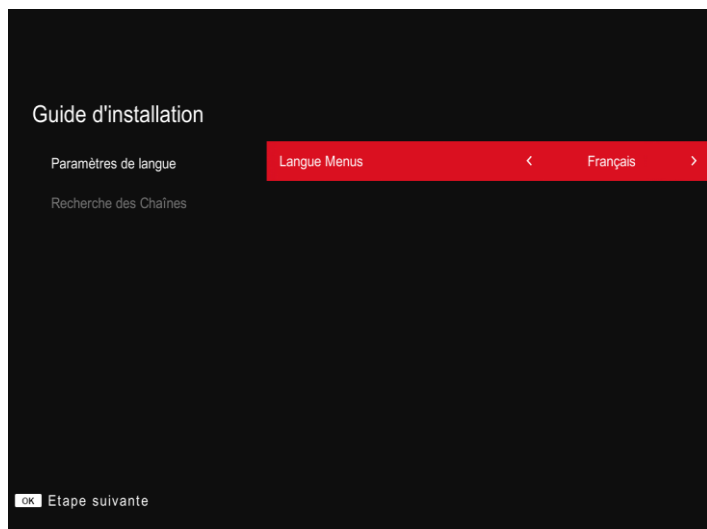 Guide d'installation
Paramètres de langue
Langue Menus < Français >
Recherche des Chaînes
OK Etape suivante